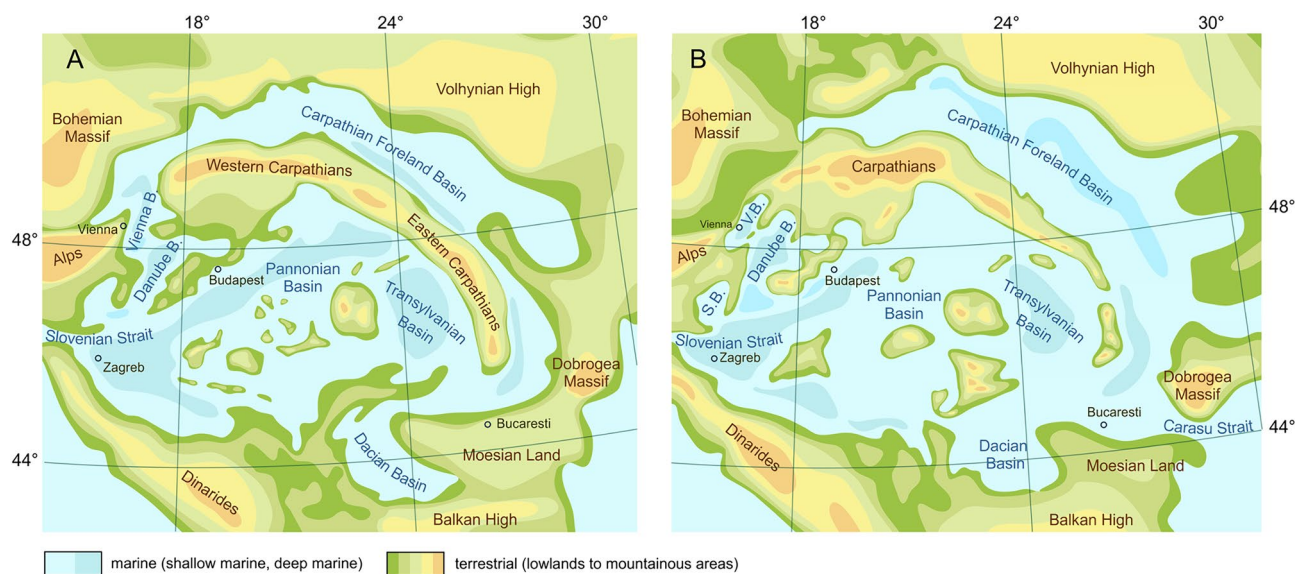 18°
24°
30°
A
Volhynian High
Bohemian
Massif
Carpathian Foreland Basin
Western Carpathians
Vienna B.
Vienna
48°
Alps
Danube B.
Eastern Carpathians
Budapest
Pannonian
Basin
Transylvanian
Basin
Slovenian Strait
Zagreb
Dobrogea
Massif
Bucaresti
44°
Dacian Basin
Moesian Land
Dinarides
Balkan High
18°
24°
30°
B
Volhynian High
Bohemian
Massif
Carpathian Foreland Basin
Carpathians
V.B.
Vienna
48°
Alps
Danube B.
Budapest
S.B.
Pannonian
Basin
Transylvanian
Basin
Slovenian Strait
Zagreb
Dobrogea
Massif
Bucaresti
Carasu Strait
44°
Dinarides
Dacian
Basin
Moesian Land
Balkan High
marine (shallow marine, deep marine)
terrestrial (lowlands to mountainous areas)